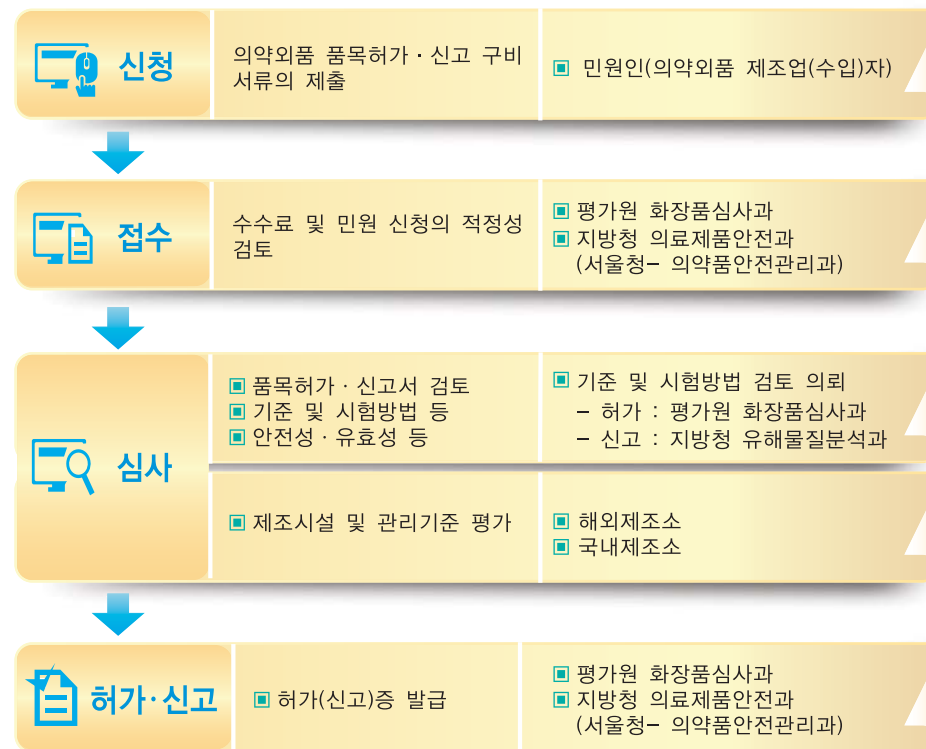 신청
의약외품 품목허가 · 신고 구비
서류의 제출
▣ 민원인(의약외품 제조업(수입)자)
접수
수수료 및 민원 신청의 적정성
검토
▣ 평가원 화장품심사과
▣ 지방청 의료제품안전과
(서울청– 의약품안전관리과)
심사
▣ 품목허가 · 신고서 검토
▣ 기준 및 시험방법 등
▣ 안전성 · 유효성 등
▣ 기준 및 시험방법 검토 의뢰
– 허가 : 평가원 화장품심사과
– 신고 : 지방청 유해물질분석과
▣ 제조시설 및 관리기준 평가
▣ 해외제조소
▣ 국내제조소
허가·신고
▣ 허가(신고)증 발급
▣ 평가원 화장품심사과
▣ 지방청 의료제품안전과
(서울청– 의약품안전관리과)